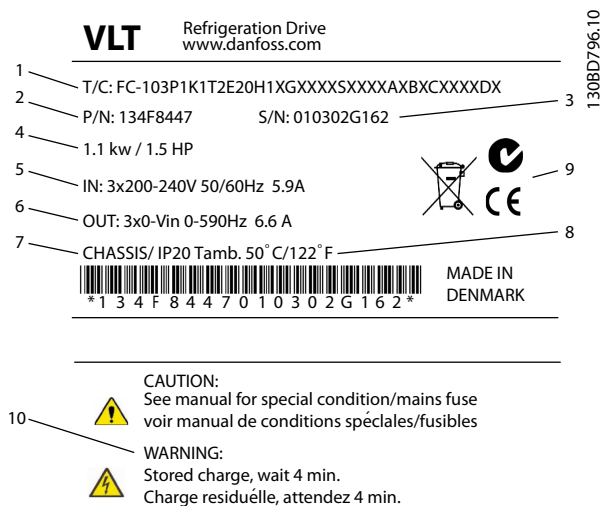 VLT Refrigeration Drive
www.danfoss.com
130BD796.10
1
T/C: FC-103P1K1T2E20H1XGXXXXSXXXXAXBXCXXXXDX
2
P/N: 134F8447 S/N: 010302G162
3
4
1.1 kw / 1.5 HP
5
IN: 3x200-240V 50/60Hz 5.9A
9
CE
6
OUT: 3x0-Vin 0-590Hz 6.6 A
7
CHASSIS/ IP20 Tamb. 50˚C/122˚F
8
*134F8447010302G162*
MADE IN
DENMARK
CAUTION:
See manual for special condition/mains fuse
voir manual de conditions spéclales/fusibles
10
WARNING:
Stored charge, wait 4 min.
Charge residuélle, attendez 4 min.